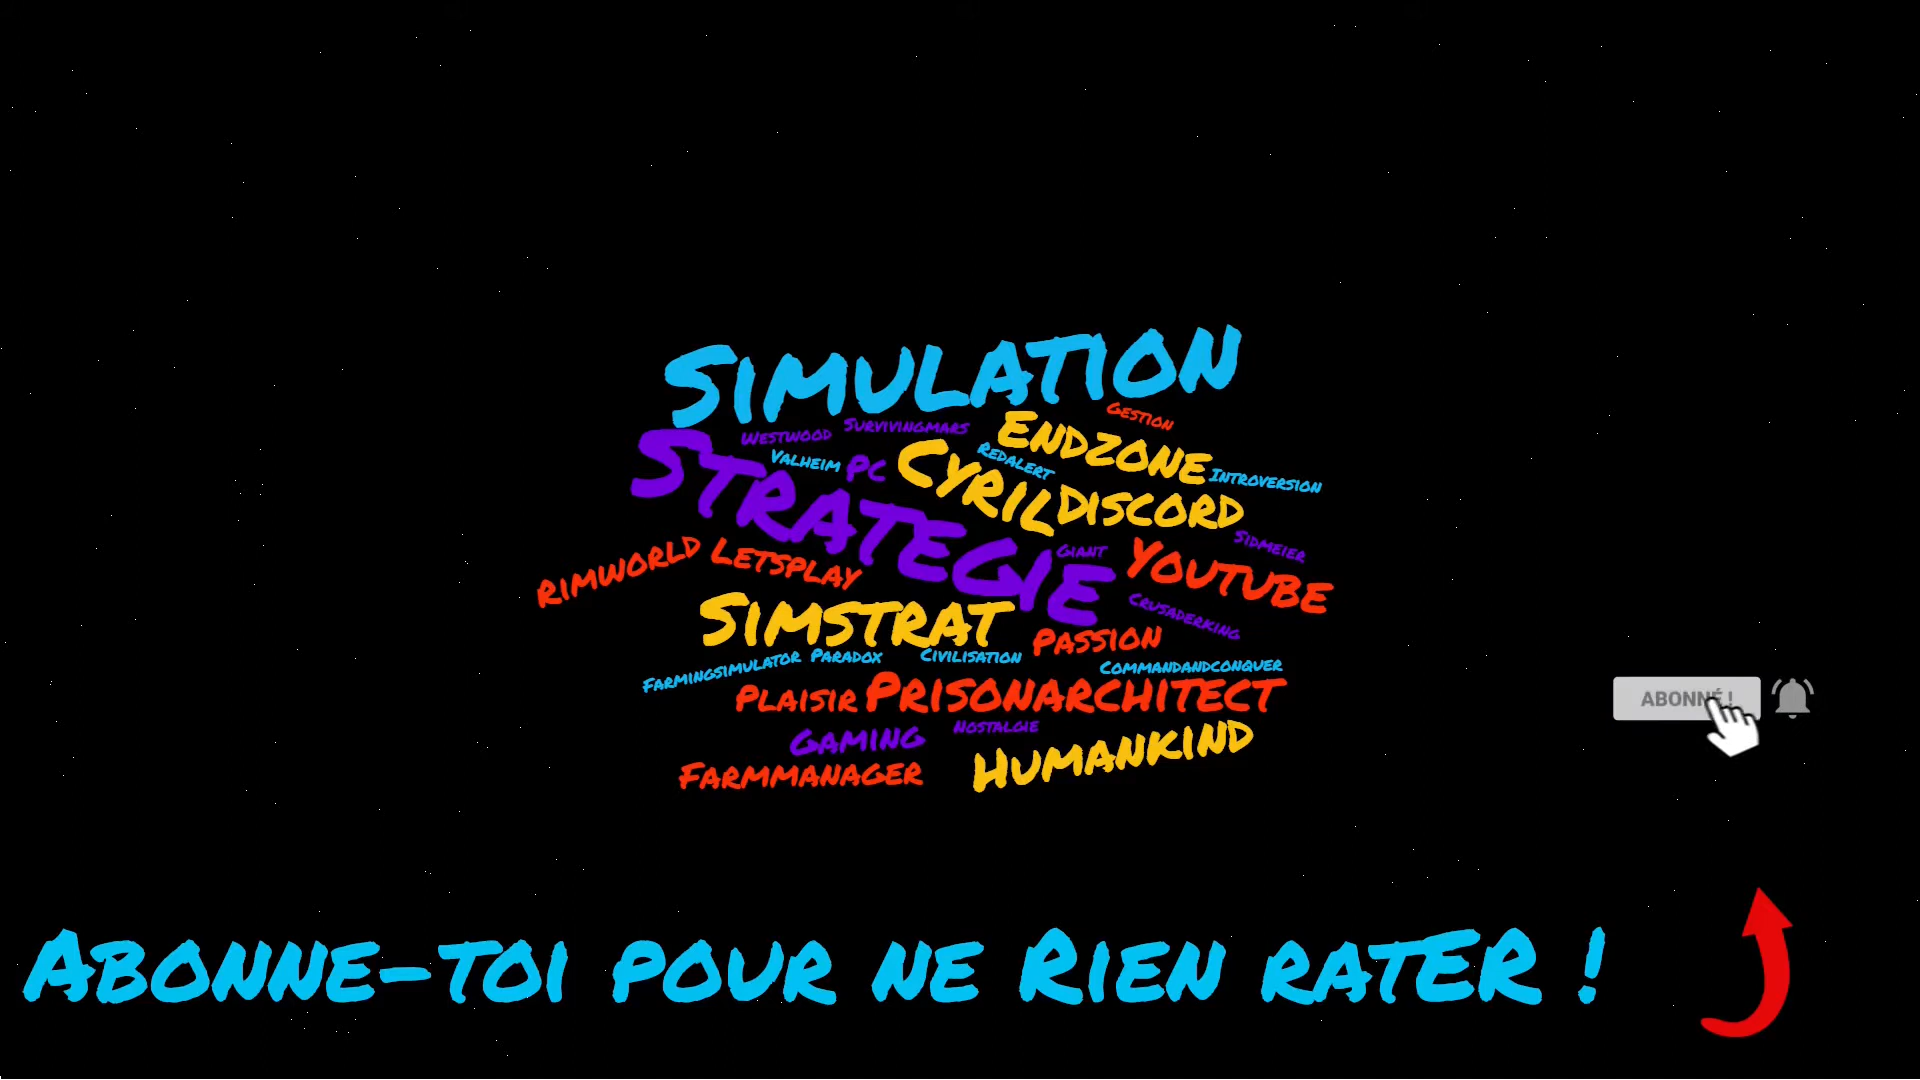 Simulation
Gestion
Endzone
Westwood Survivingmars
Strategie
Valheim PC Cyril Redalert Introversion
Discord
Sidmeier
rimworld Letsplay Giant Youtube
Crusaderking
Simstrat
Passion
Farmingsimulator Paradox Civilisation Commandandconquer
Plaisir Prisonarchitect
Gaming Nostalgie
Humankind
Farmmanager
ABONNÉ !
Abonne-toi pour ne Rien rater !